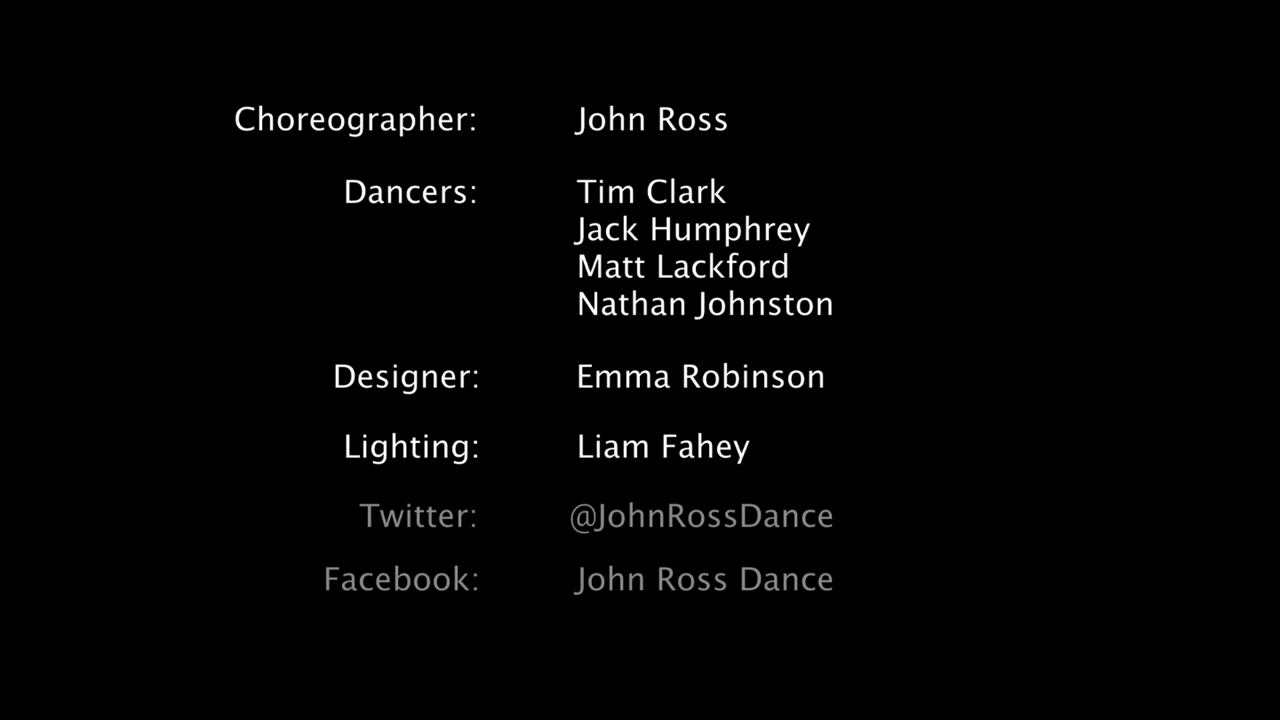 Choreographer: John Ross
Dancers: Tim Clark
Jack Humphrey
Matt Lackford
Nathan Johnston
Designer: Emma Robinson
Lighting: Liam Fahey
Twitter: @JohnRossDance
Facebook: John Ross Dance